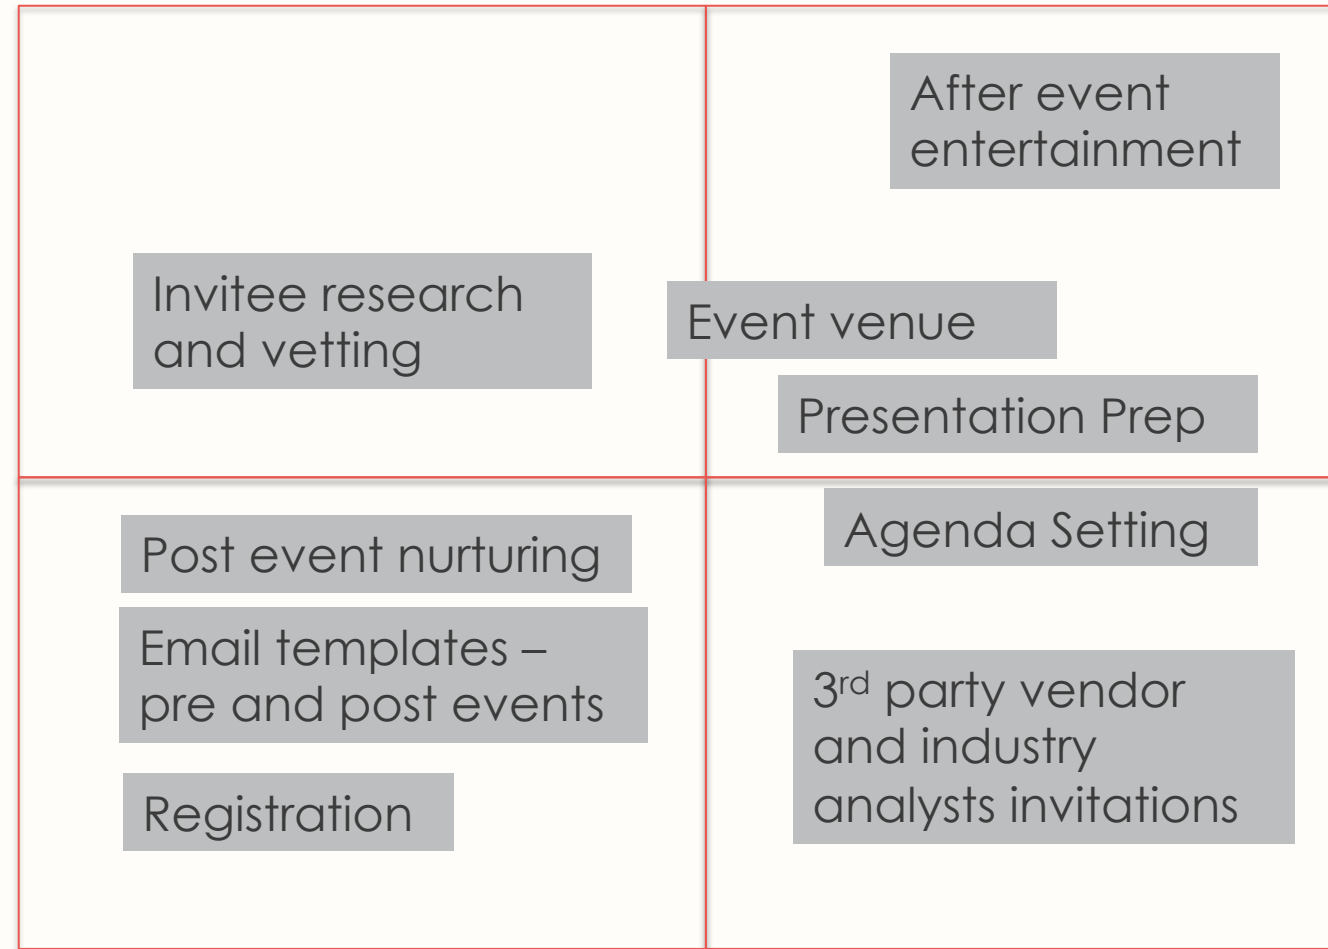 After event
entertainment
Invitee research
and vetting
Event venue
Presentation Prep
Post event nurturing
Email templates –
pre and post events
Registration
Agenda Setting
3rd party vendor
and industry
analysts invitations